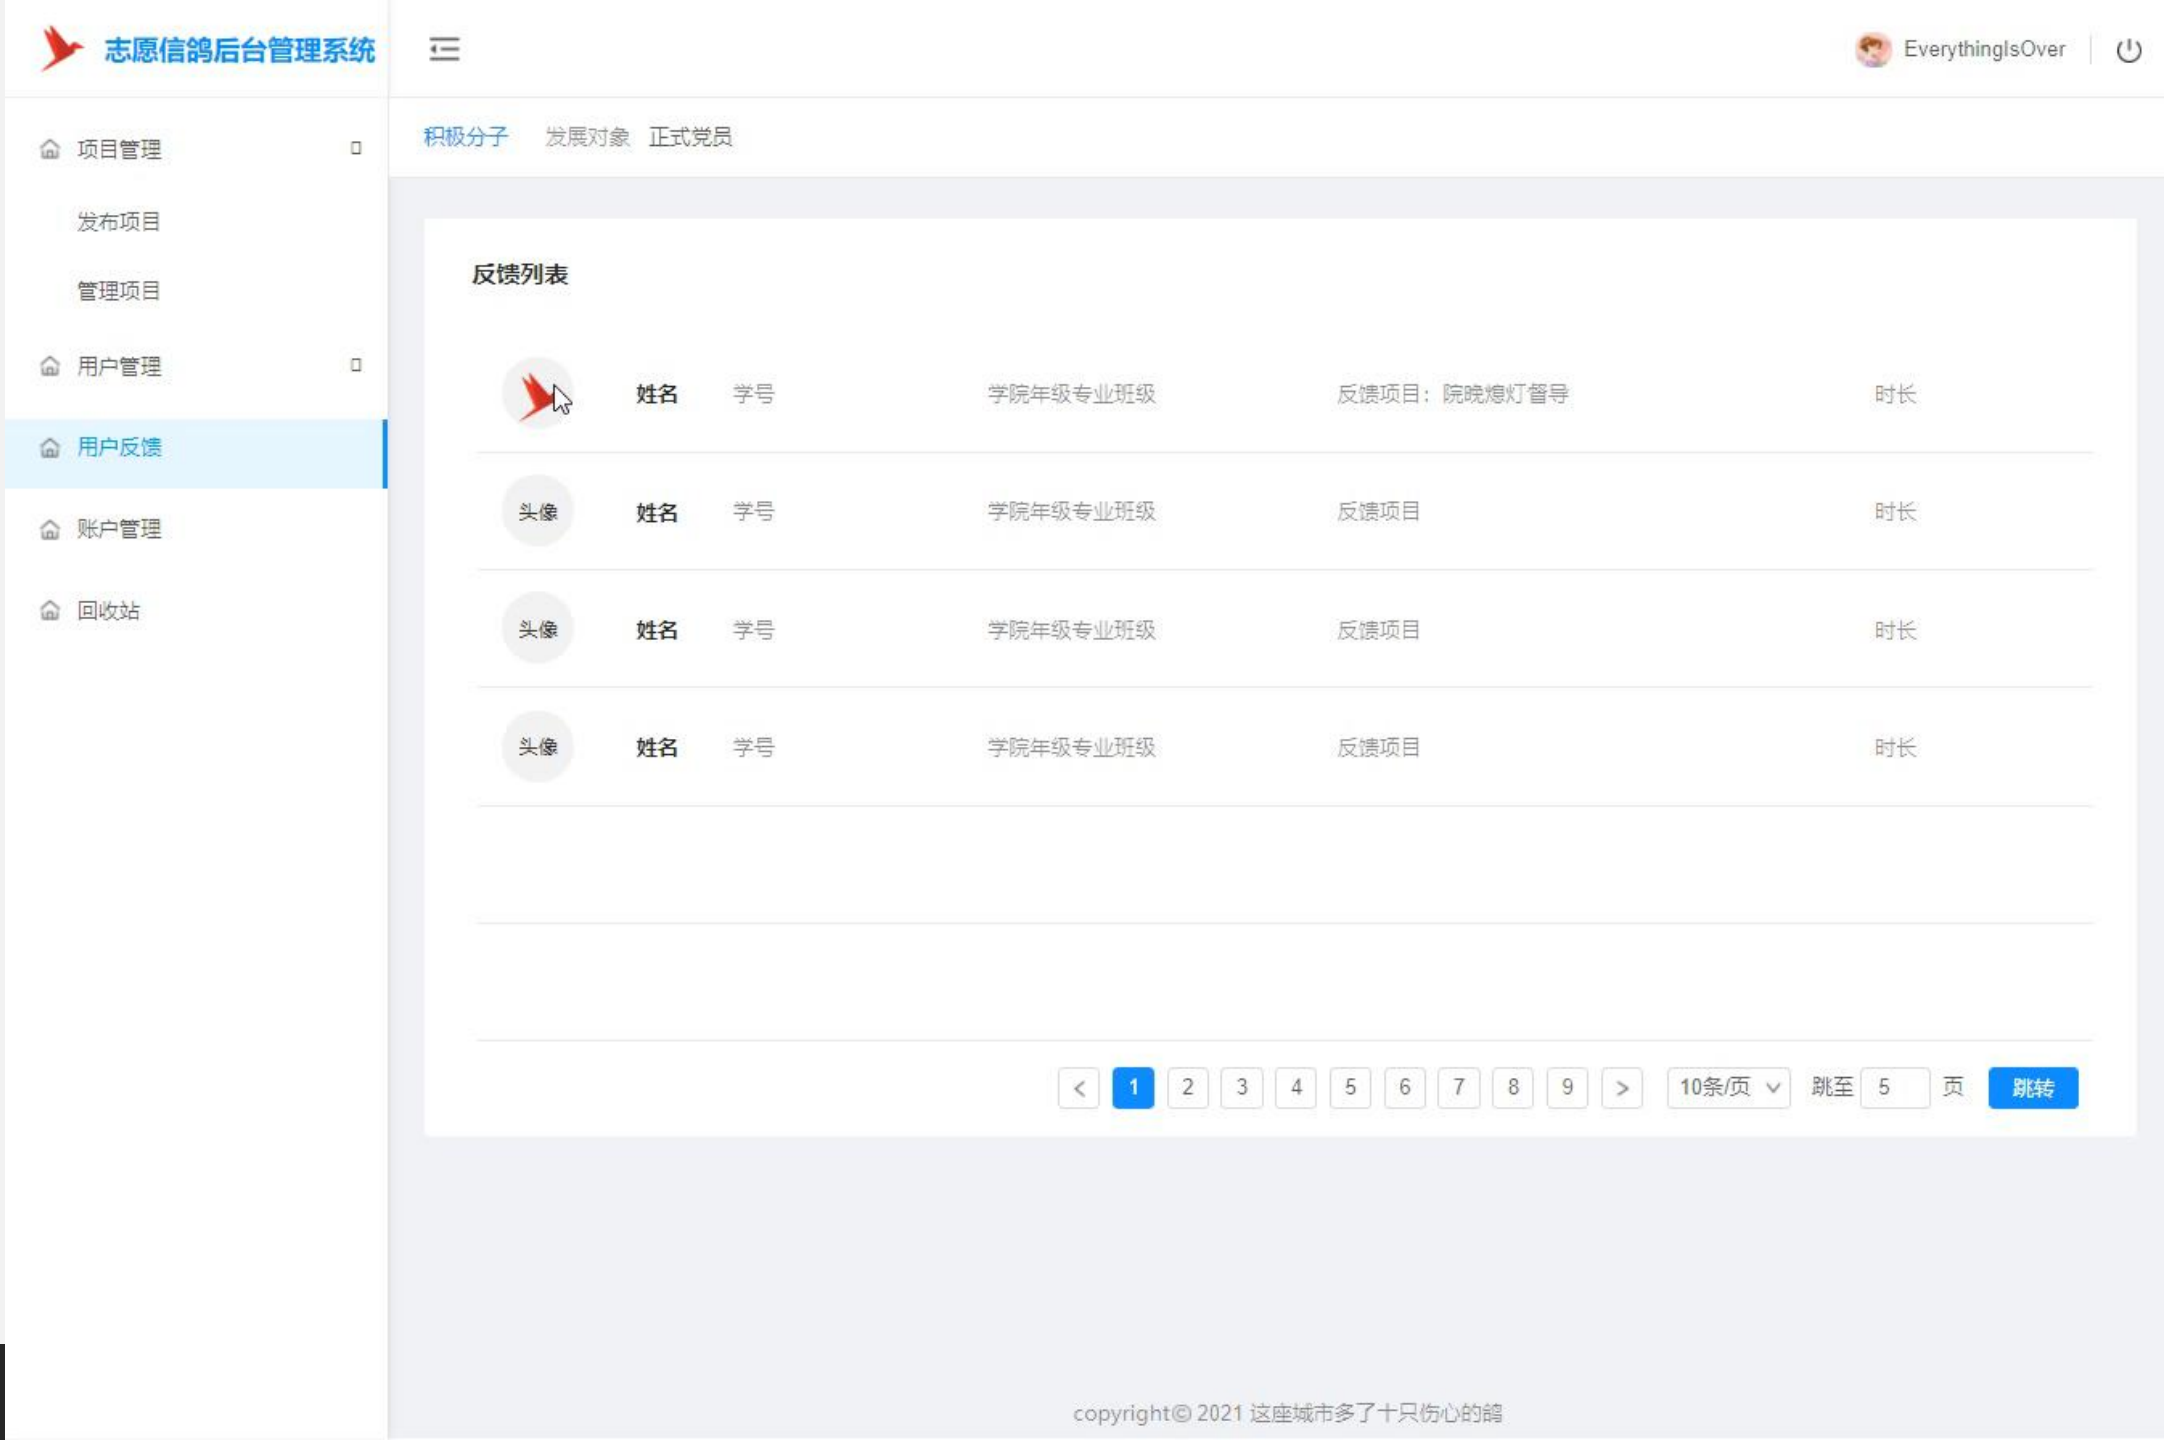 志愿信鸽后台管理系统
EverythingIsOver
项目管理
发布项目
管理项目
用户管理
用户反馈
账户管理
回收站
积极分子 发展对象 正式党员
反馈列表
姓名 学号 学院年级专业班级 反馈项目：院晚熄灯督导 时长
头像 姓名 学号 学院年级专业班级 反馈项目 时长
头像 姓名 学号 学院年级专业班级 反馈项目 时长
头像 姓名 学号 学院年级专业班级 反馈项目 时长
< 1 2 3 4 5 6 7 8 9 > 10条/页 跳至 5 页 跳转
copyright© 2021 这座城市多了十只伤心的鸽